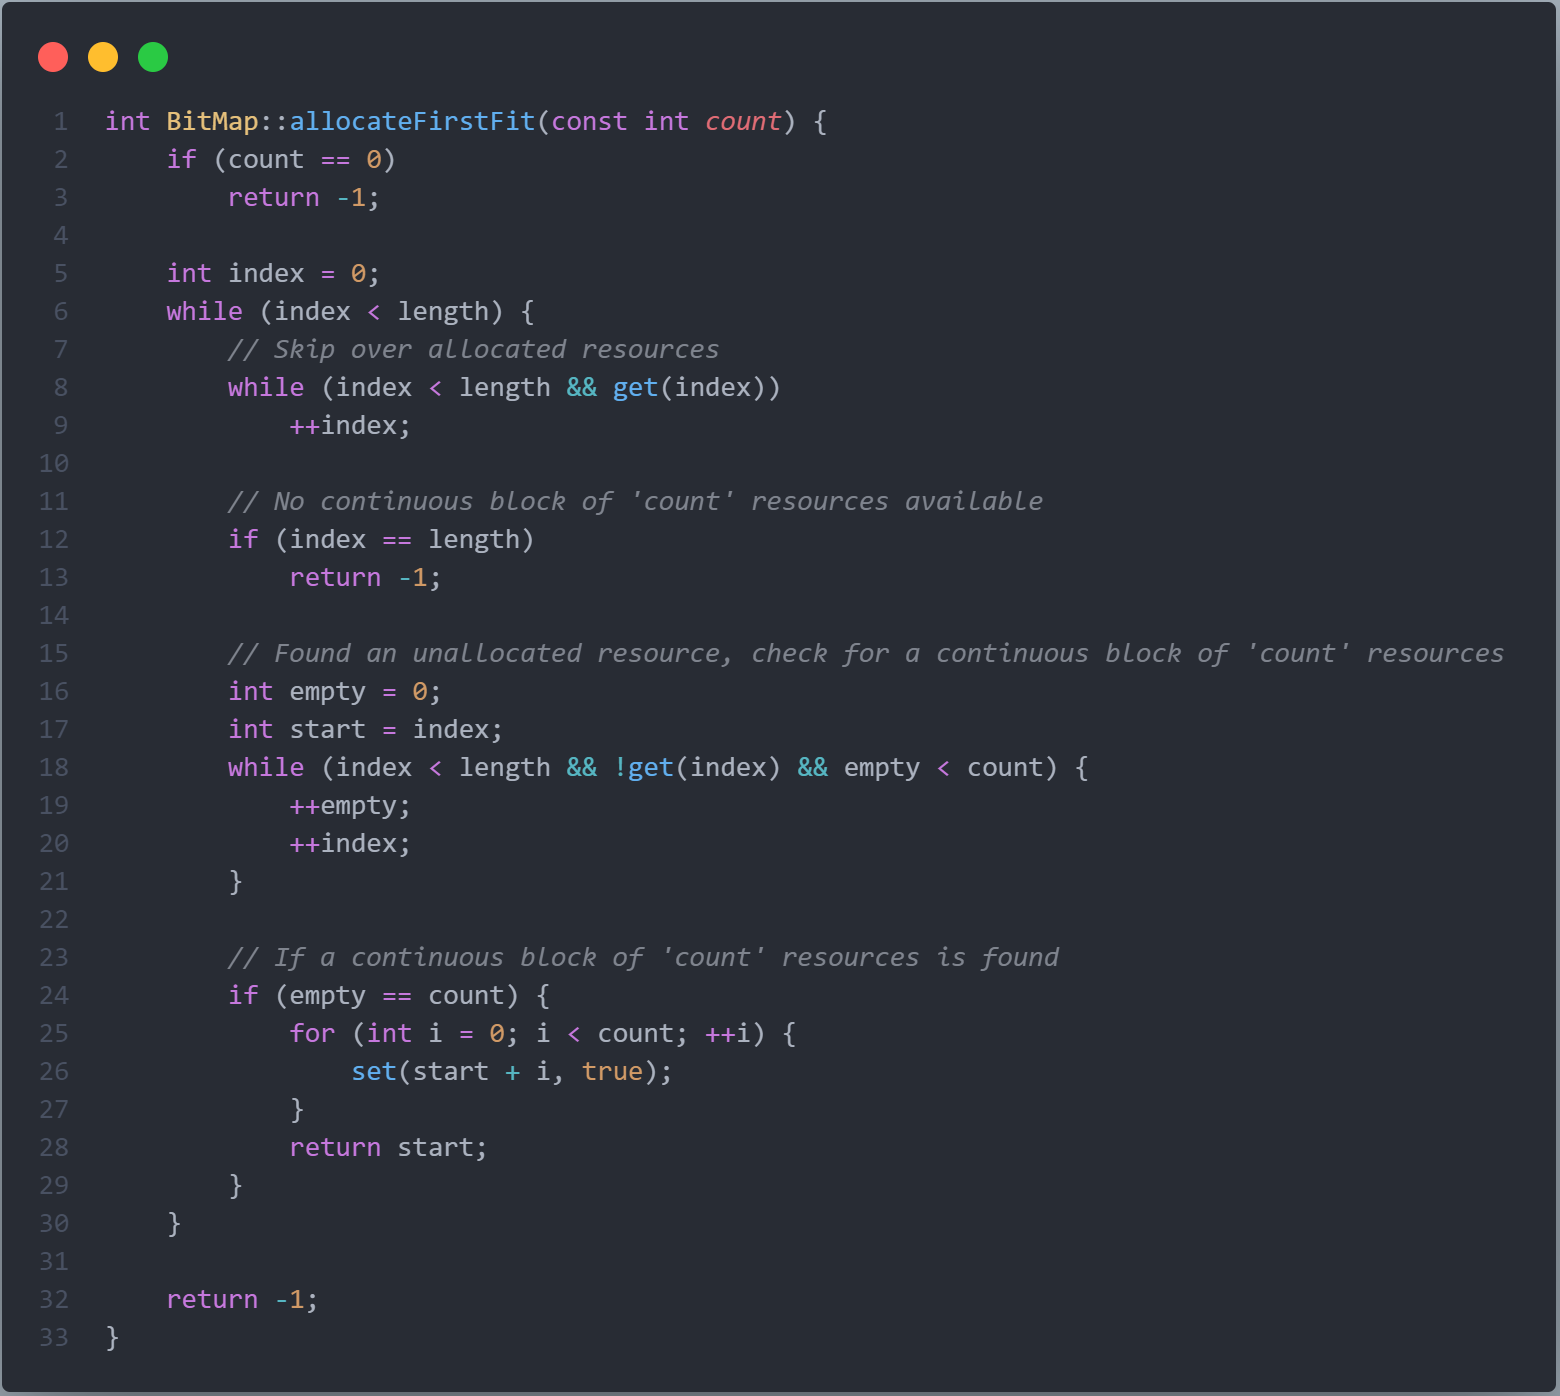 1 int BitMap::allocateFirstFit(const int count) {
2     if (count == 0)
3         return -1;
4
5     int index = 0;
6     while (index < length) {
7         // Skip over allocated resources
8         while (index < length && get(index))
9             ++index;
10
11         // No continuous block of 'count' resources available
12         if (index == length)
13             return -1;
14
15         // Found an unallocated resource, check for a continuous block of 'count' resources
16         int empty = 0;
17         int start = index;
18         while (index < length && !get(index) && empty < count) {
19             ++empty;
20             ++index;
21         }
22
23         // If a continuous block of 'count' resources is found
24         if (empty == count) {
25             for (int i = 0; i < count; ++i) {
26                 set(start + i, true);
27             }
28             return start;
29         }
30     }
31
32     return -1;
33 }